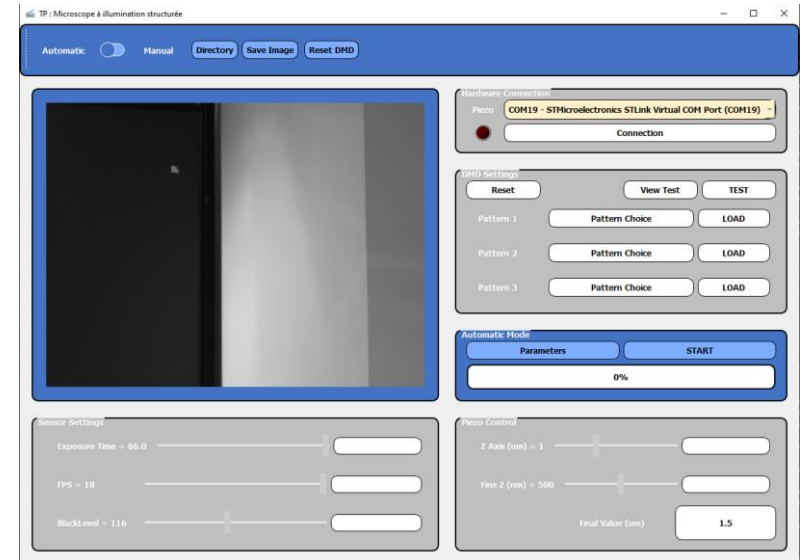 TP : Microscope à illumination structurée
Automatic Manual Directory Save Image Reset DMD
Hardware Connection
Piezo COM19 - STMicroelectronics STLink Virtual COM Port (COM19)
Connection
DMD Settings
Reset View Test TEST
Pattern 1 Pattern Choice LOAD
Pattern 2 Pattern Choice LOAD
Pattern 3 Pattern Choice LOAD
Automatic Mode
Parameters START
0%
Sensor Settings
Exposure Time = 66.0
FPS = 18
BlackLevel = 116
Piezo Control
Z Axis (um) = 1
Fine Z (nm) = 500
Final Value (um) 1.5